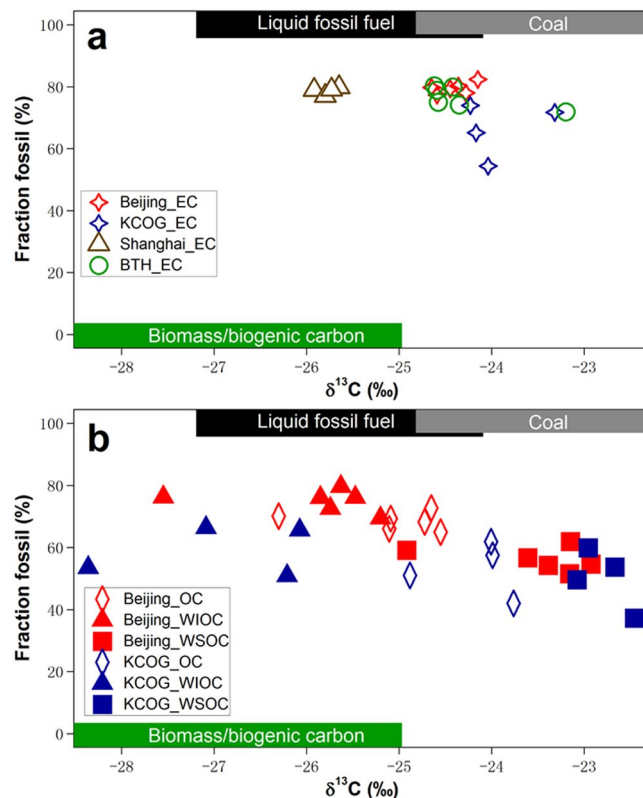 a
Liquid fossil fuel
Coal
100
80
60
40
20
0
Fraction fossil (%)
Beijing_EC
KCOG_EC
Shanghai_EC
BTH_EC
Biomass/biogenic carbon
-28
-27
-26
-25
-24
-23
δ¹³C (‰)
b
Liquid fossil fuel
Coal
100
80
60
40
20
0
Fraction fossil (%)
Beijing_OC
Beijing_WIOC
Beijing_WSOC
KCOG_OC
KCOG_WIOC
KCOG_WSOC
Biomass/biogenic carbon
-28
-27
-26
-25
-24
-23
δ¹³C (‰)